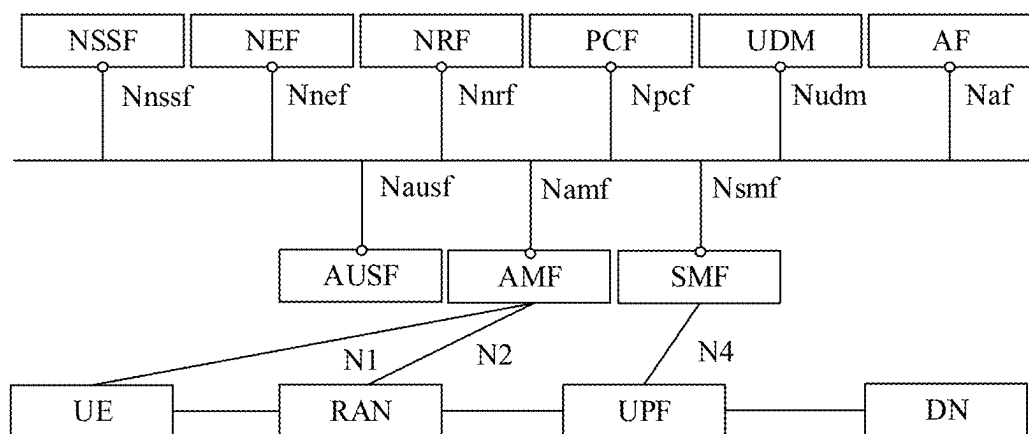 NSSF NEF NRF PCF UDM AF
Nnssf Nnef Nnrf Npcf Nudm Naf
Nausf Namf Nsmf
AUSF AMF SMF
N1 N2 N4
UE RAN UPF DN